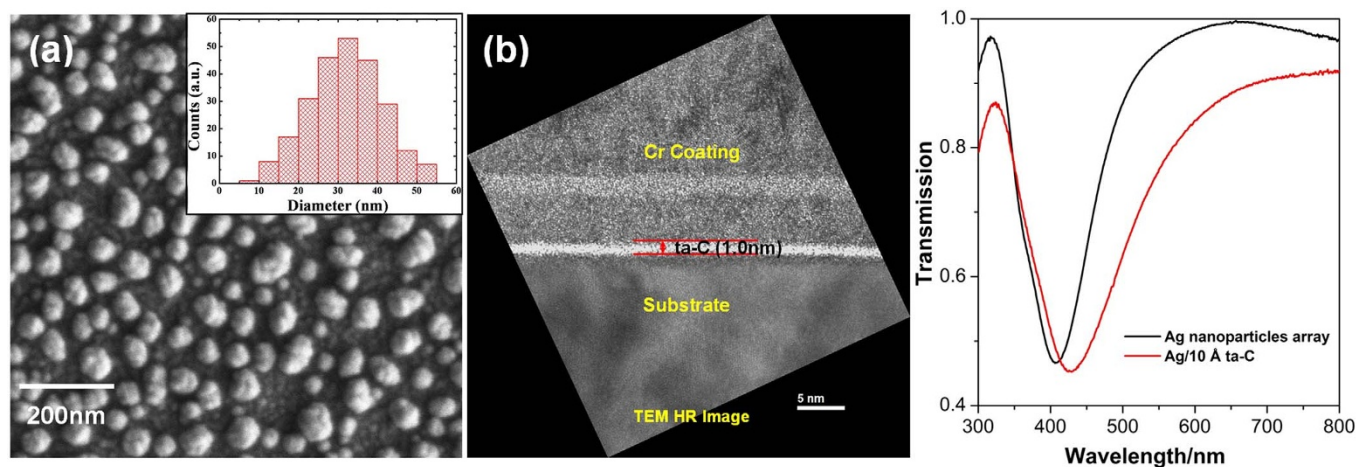 (a)
60
50
40
30
20
10
0
Counts (a.u.)
0 10 20 30 40 50 60
Diameter (nm)
200nm
(b)
Cr Coating
ta-C (1.0nm)
Substrate
TEM HR Image
5 nm
1.0
0.8
0.6
0.4
Transmission
Ag nanoparticles array
Ag/10 Å ta-C
300 400 500 600 700 800
Wavelength/nm